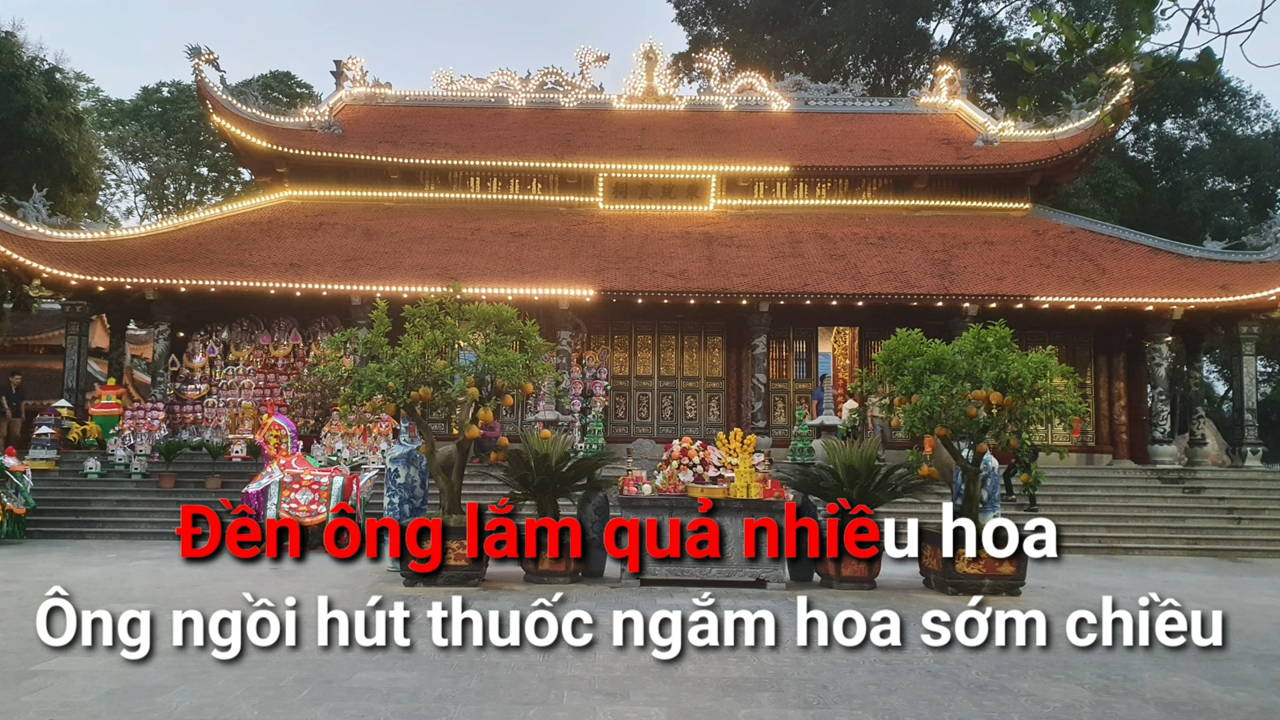 Đền ông lắm quả nhiều hoa
Ông ngồi hút thuốc ngắm hoa sớm chiều